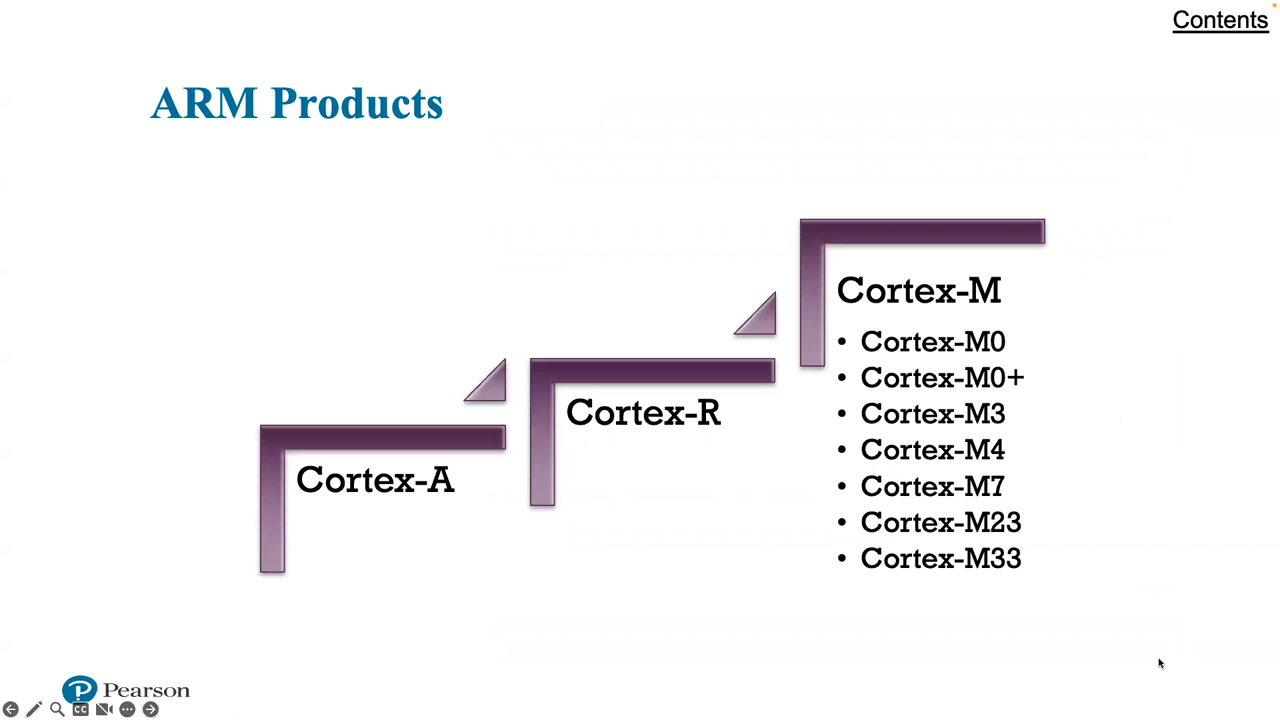 Contents
ARM Products
Cortex-A
Cortex-R
Cortex-M
• Cortex-M0
• Cortex-M0+
• Cortex-M3
• Cortex-M4
• Cortex-M7
• Cortex-M23
• Cortex-M33
Pearson
CC